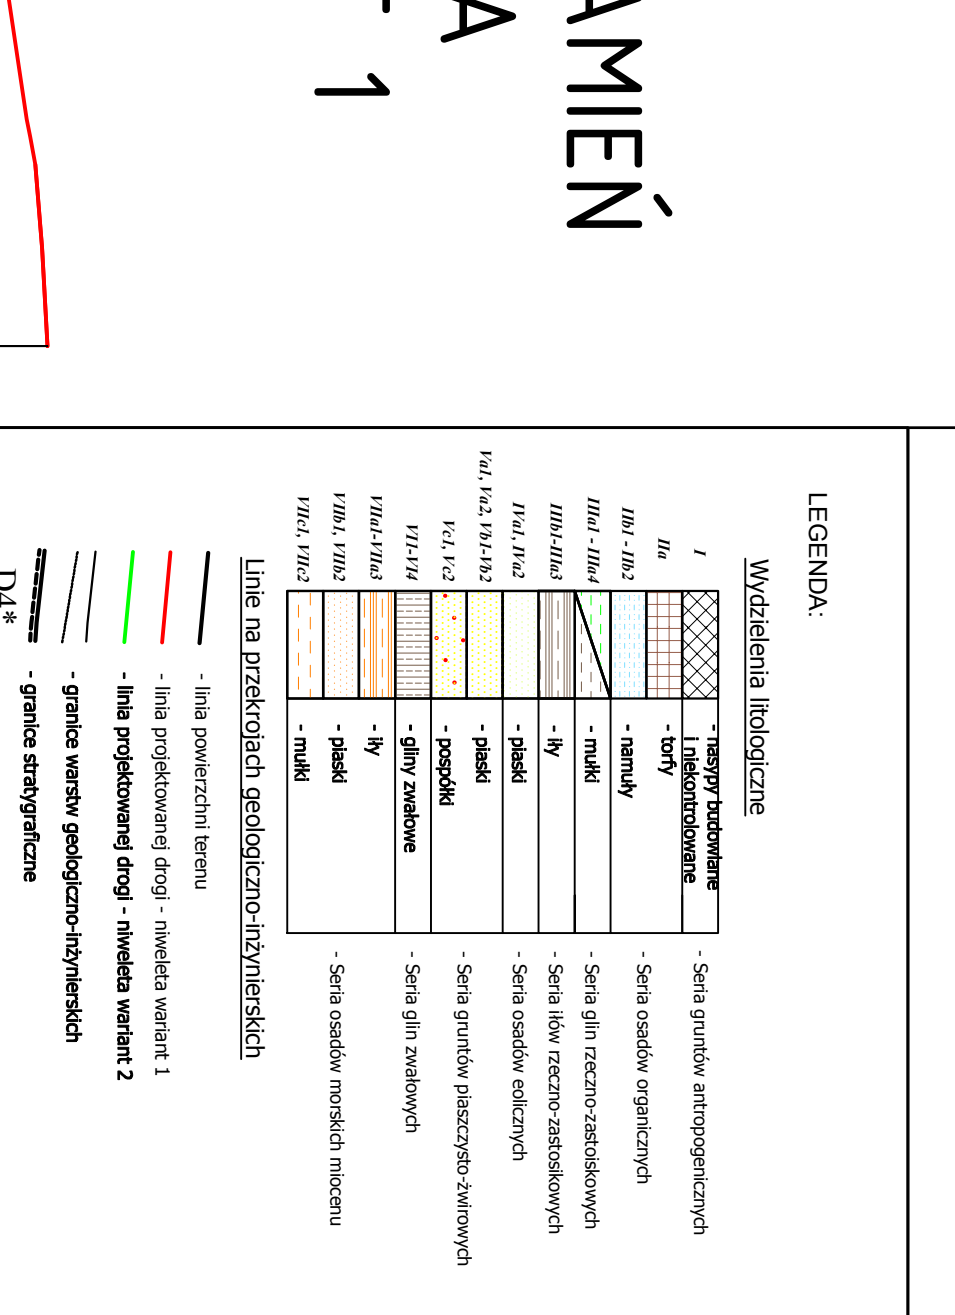 AMIEŃ
A
1
LEGENDA:
Wydzielenia litologiczne
I - nasypy budowlane i niekontrolowane - Seria gruntów antropogenicznych
IIa - torfy
IIb1 - IIb2 - namuły - Seria osadów organicznych
IIIa1 - IIIa4 - mułki - Seria glin rzeczno-zastoiskowych
IIIb1-IIIa3 - iły - Seria iłów rzeczno-zastosikowych
IVa1, IVa2 - piaski - Seria osadów eolicznych
Va1, Va2, Vb1-Vb2 - piaski
Vc1, Vc2 - pospółki - Seria gruntów piaszczysto-żwirowych
VI1-VI4 - gliny zwałowe - Seria glin zwałowych
VIIa1-VIIa3 - iły
VIIb1, VIIb2 - piaski - Seria osadów morskich miocenu
VIIc1, VIIc2 - mułki
Linie na przekrojach geologiczno-inżynierskich
- linia powierzchni terenu
- linia projektowanej drogi - niweleta wariant 1
- linia projektowanej drogi - niweleta wariant 2
- granice warstw geologiczno-inżynierskich
- granice stratygraficzne
D4*